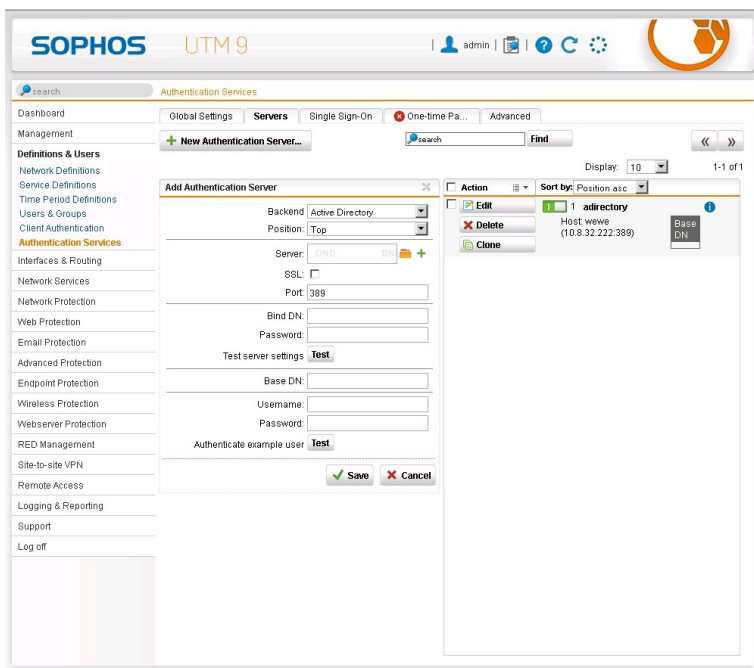 SOPHOS UTM 9 admin
search Authentication Services
Dashboard
Management
Definitions & Users
Network Definitions
Service Definitions
Time Period Definitions
Users & Groups
Client Authentication
Authentication Services
Interfaces & Routing
Network Services
Network Protection
Web Protection
Email Protection
Advanced Protection
Endpoint Protection
Wireless Protection
Webserver Protection
RED Management
Site-to-site VPN
Remote Access
Logging & Reporting
Support
Log off
Global Settings Servers Single Sign-On One-time Pa... Advanced
New Authentication Server... search Find
Display: 10 1-1 of 1
Add Authentication Server
Backend Active Directory
Position: Top
Server: DND DND
SSL:
Port: 389
Bind DN:
Password:
Test server settings Test
Base DN:
Username:
Password:
Authenticate example user Test
Save Cancel
Action Sort by: Position asc
Edit 1 adirectory
Delete Host: wewe
(10.8.32.222:389)
Clone
Base
DN